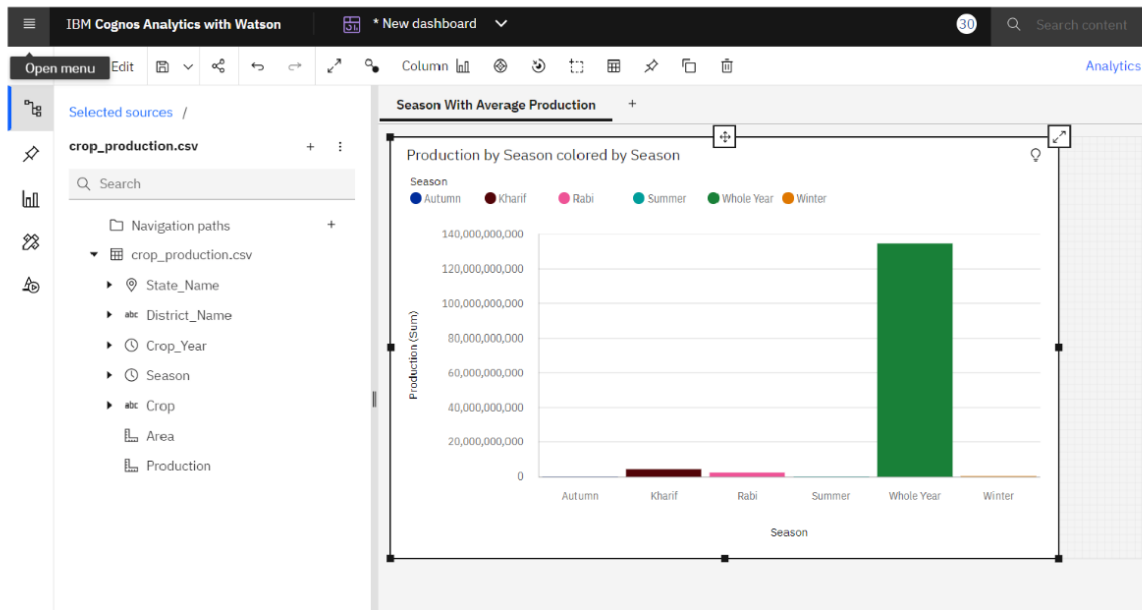 IBM Cognos Analytics with Watson
* New dashboard
30
Search content
Open menu
Edit
Column
Analytics
Selected sources /
crop_production.csv
Search
Navigation paths
crop_production.csv
State_Name
abc District_Name
Crop_Year
Season
abc Crop
Area
Production
Season With Average Production
Production by Season colored by Season
Season
Autumn Kharif Rabi Summer Whole Year Winter
Production (Sum)
140,000,000,000
120,000,000,000
100,000,000,000
80,000,000,000
60,000,000,000
40,000,000,000
20,000,000,000
0
Autumn Kharif Rabi Summer Whole Year Winter
Season